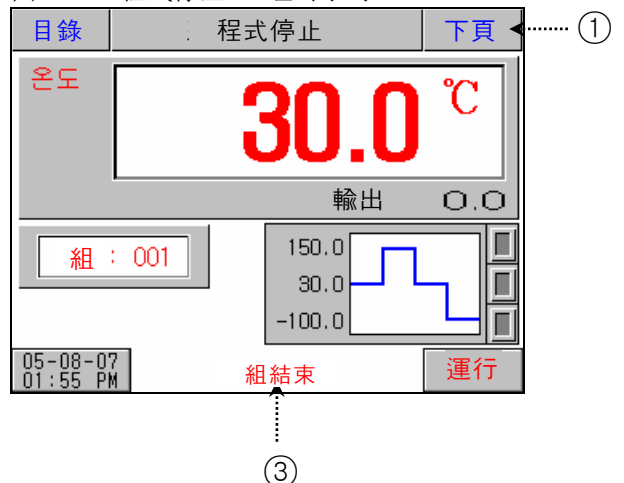 目錄 程式停止 下頁 ①
온도 30.0 ℃
輸出 0.0
組 : 001
150.0
30.0
-100.0
05-08-07
01:55 PM
組結束
運行
③